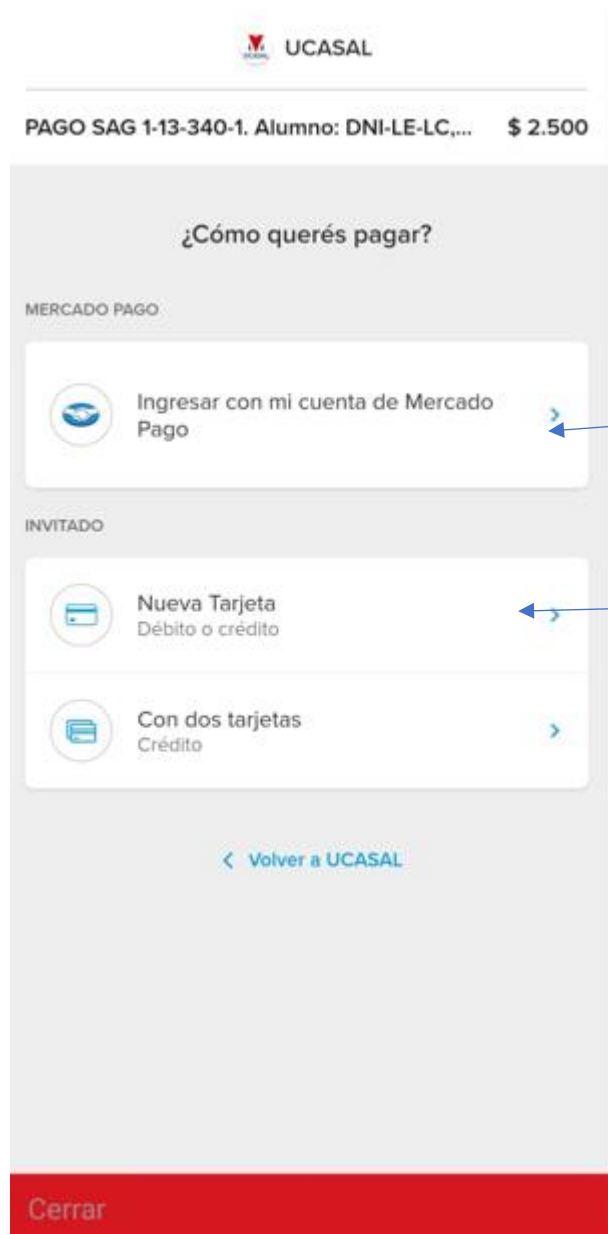 UCASAL
PAGO SAG 1-13-340-1. Alumno: DNI-LE-LC,... $ 2.500
¿Cómo querés pagar?
MERCADO PAGO
Ingresar con mi cuenta de Mercado
Pago
INVITADO
Nueva Tarjeta
Débito o crédito
Con dos tarjetas
Crédito
Volver a UCASAL
Cerrar